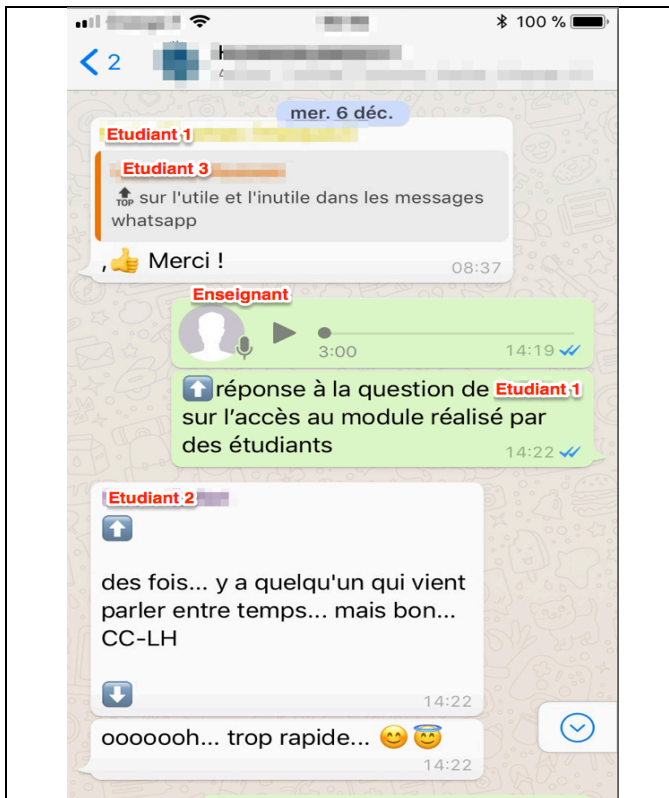 100 %
2
mer. 6 déc.
Etudiant 1
Etudiant 3
🔝 sur l'utile et l'inutile dans les messages
whatsapp
,👍 Merci !
08:37
Enseignant
3:00
14:19
⬆️réponse à la question de Etudiant 1
sur l’accès au module réalisé par
des étudiants
14:22
Etudiant 2
⬆️
des fois... y a quelqu'un qui vient
parler entre temps... mais bon...
CC-LH
⬇️
14:22
ooooooh... trop rapide... 😊 😇
14:22